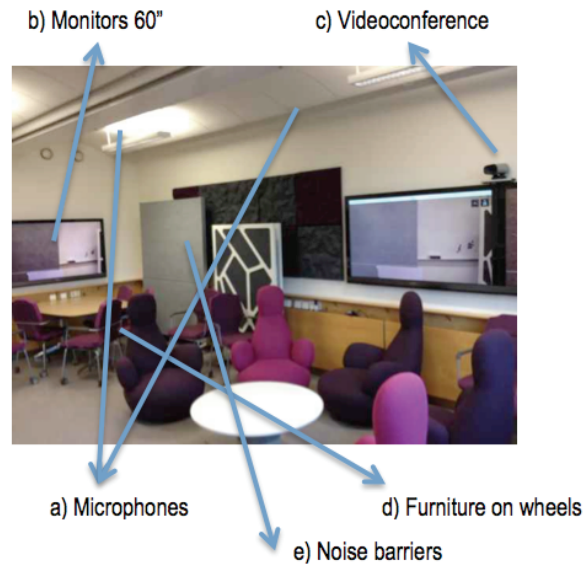 b) Monitors 60”
c) Videoconference
a) Microphones
d) Furniture on wheels
e) Noise barriers